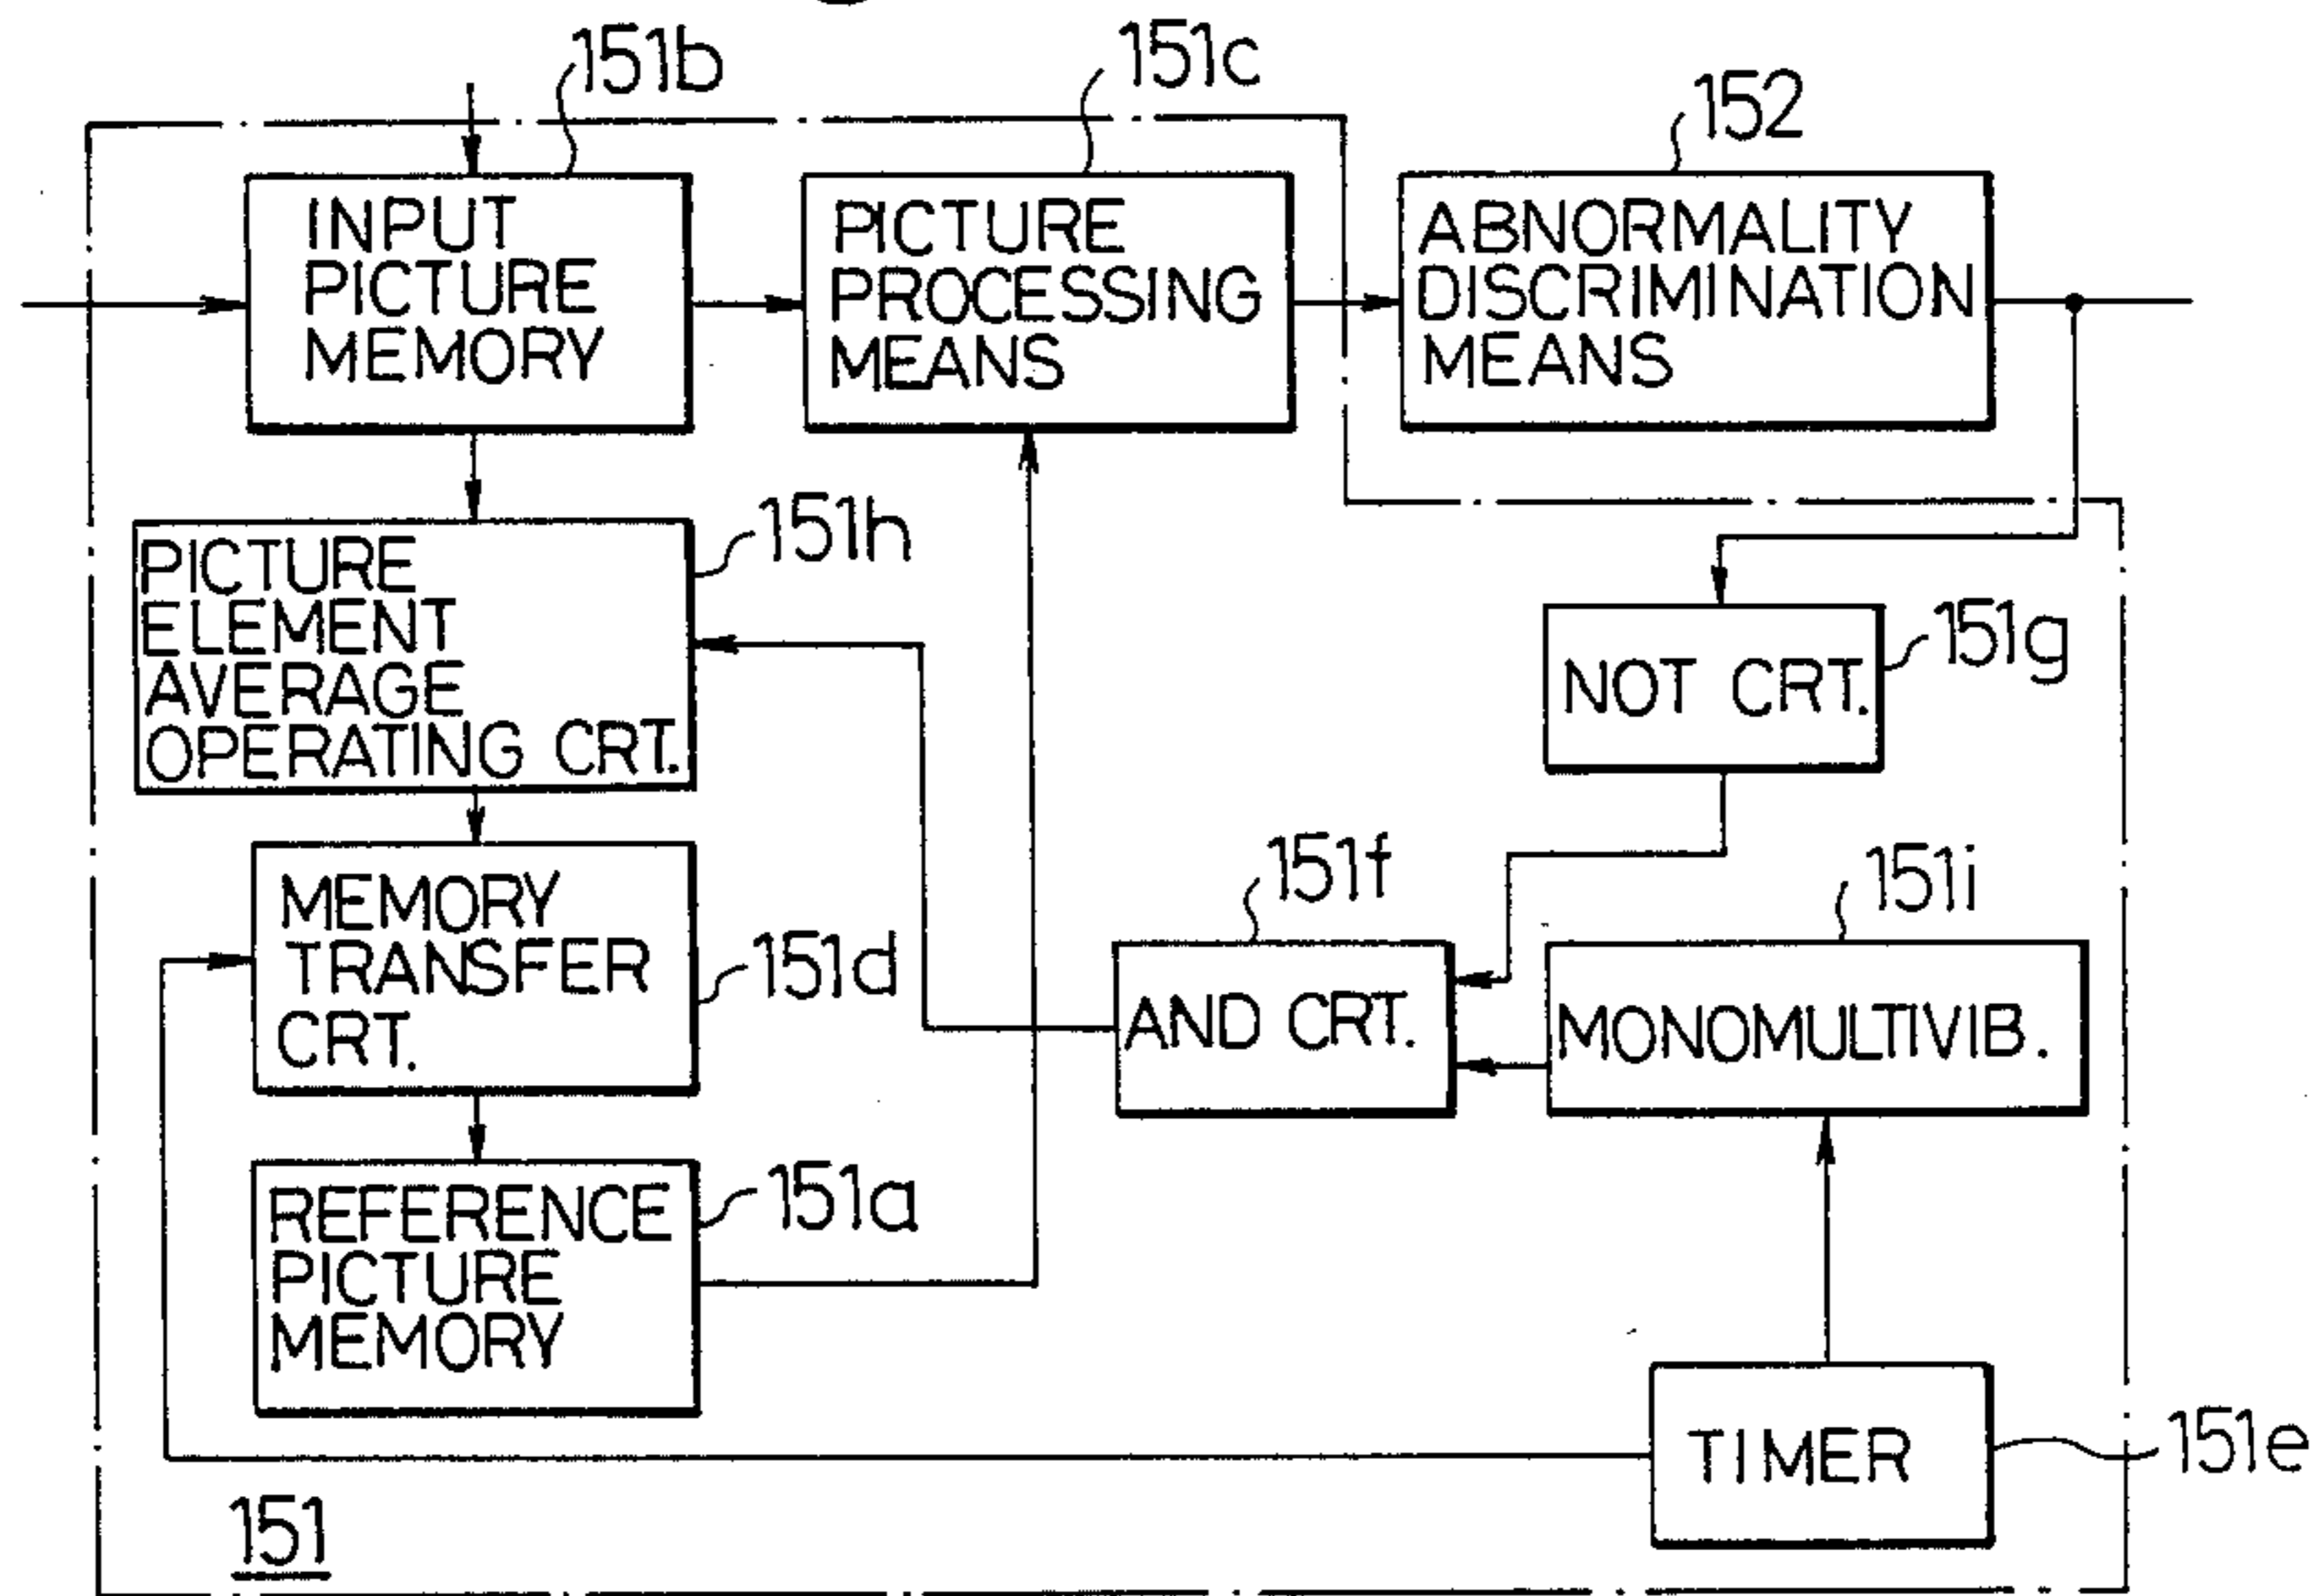 151b
151c
152
INPUT
PICTURE
MEMORY
PICTURE
PROCESSING
MEANS
ABNORMALITY
DISCRIMINATION
MEANS
151h
PICTURE
ELEMENT
AVERAGE
OPERATING CRT.
151g
NOT CRT.
151d
MEMORY
TRANSFER
CRT.
151f
AND CRT.
151i
MONOMULTIVIB.
151a
REFERENCE
PICTURE
MEMORY
TIMER
151e
151